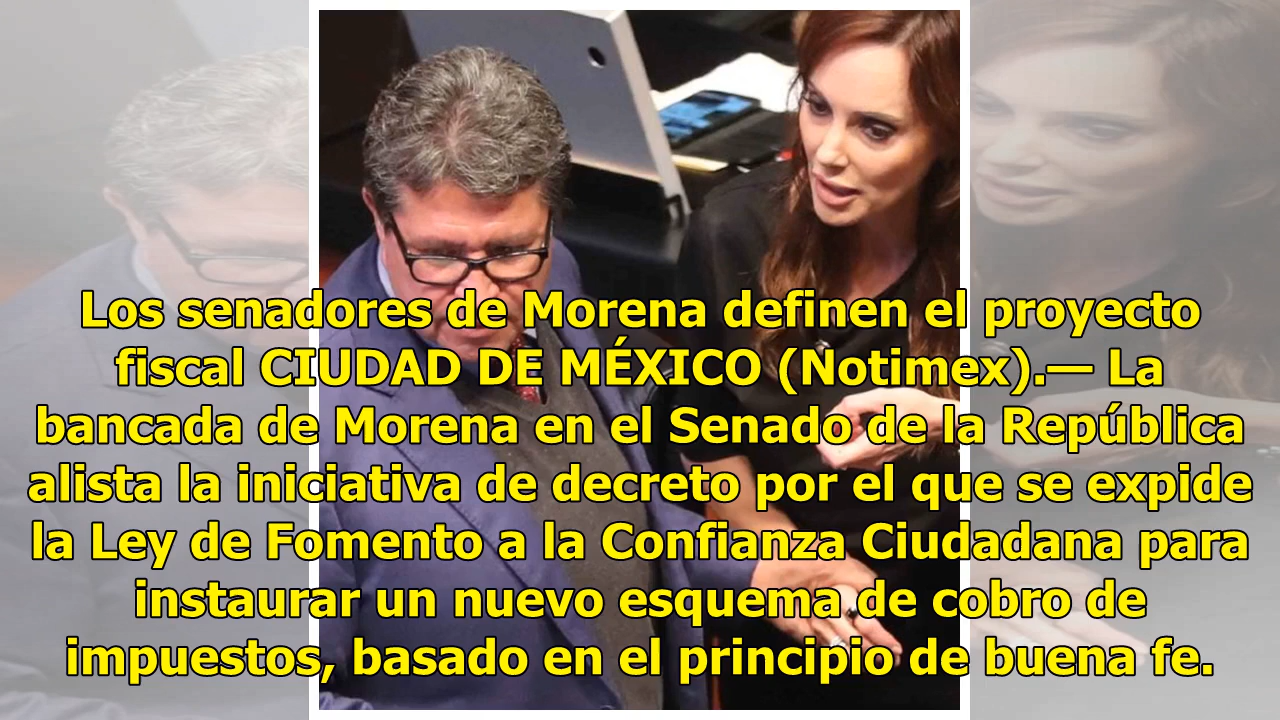 Los senadores de Morena definen el proyecto
fiscal CIUDAD DE MÉXICO (Notimex).— La
bancada de Morena en el Senado de la República
alista la iniciativa de decreto por el que se expide
la Ley de Fomento a la Confianza Ciudadana para
instaurar un nuevo esquema de cobro de
impuestos, basado en el principio de buena fe.